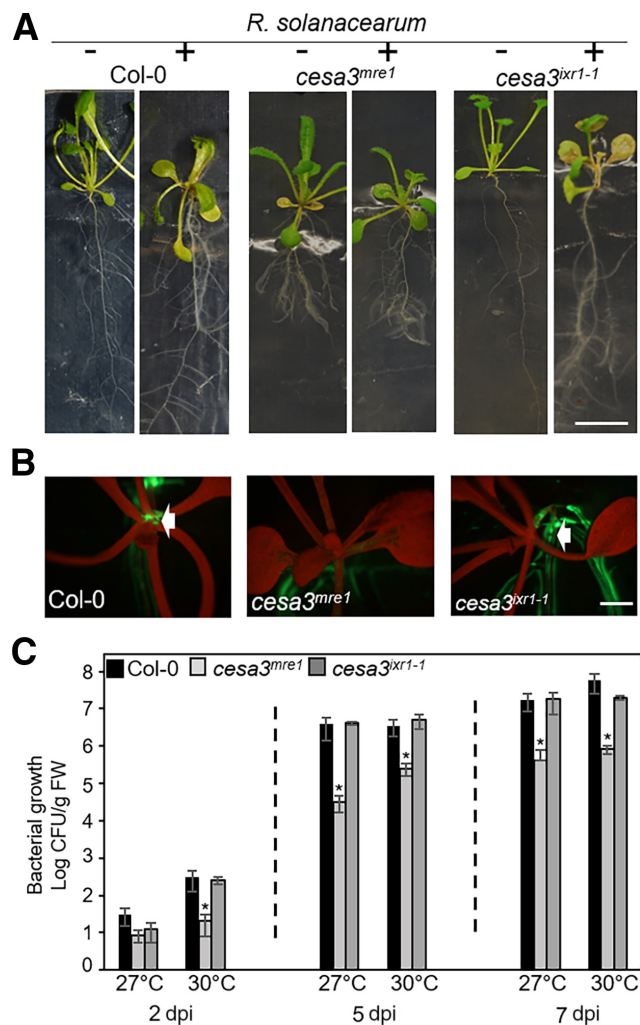 A
R. solanacearum
- + - + - +
Col-0 cesa3mre1 cesa3ixr1-1
B
Col-0 cesa3mre1 cesa3ixr1-1
C
Col-0 cesa3mre1 cesa3ixr1-1
Bacterial growth
Log CFU/g FW
8
7
6
5
4
3
2
1
0
* * * * *
27°C 30°C 27°C 30°C 27°C 30°C
2 dpi 5 dpi 7 dpi